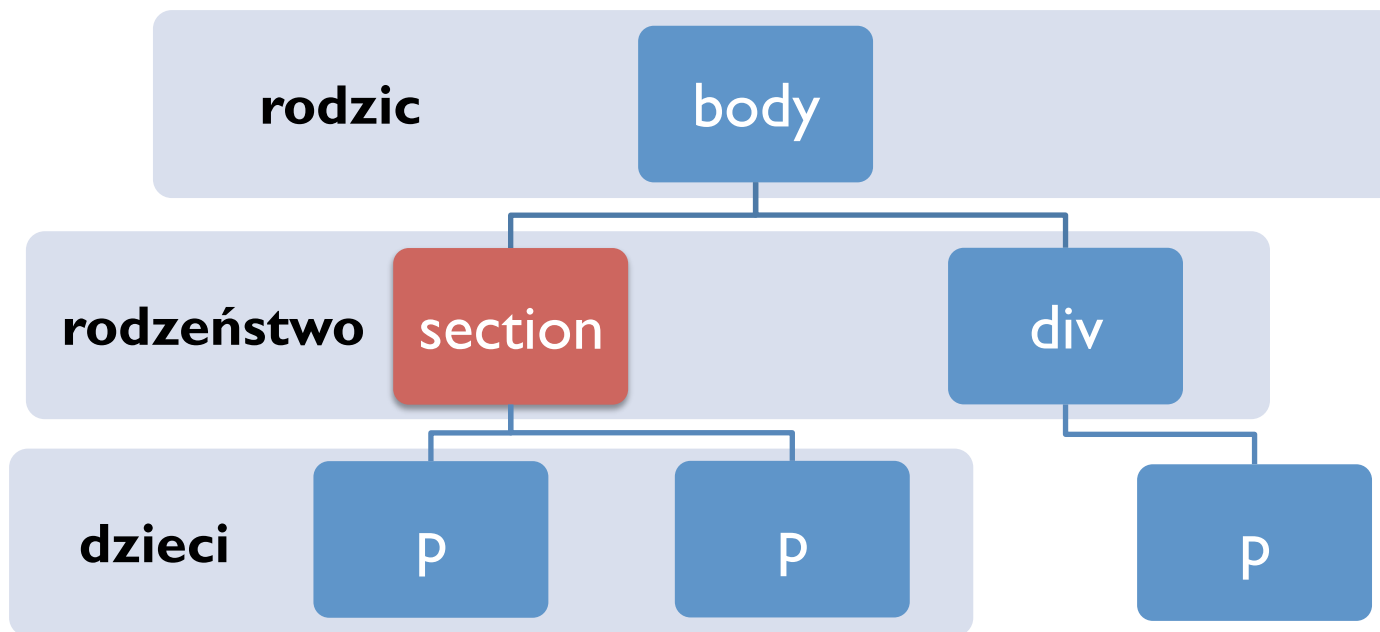 rodzic
body
rodzeństwo
section
div
dzieci
p
p
p